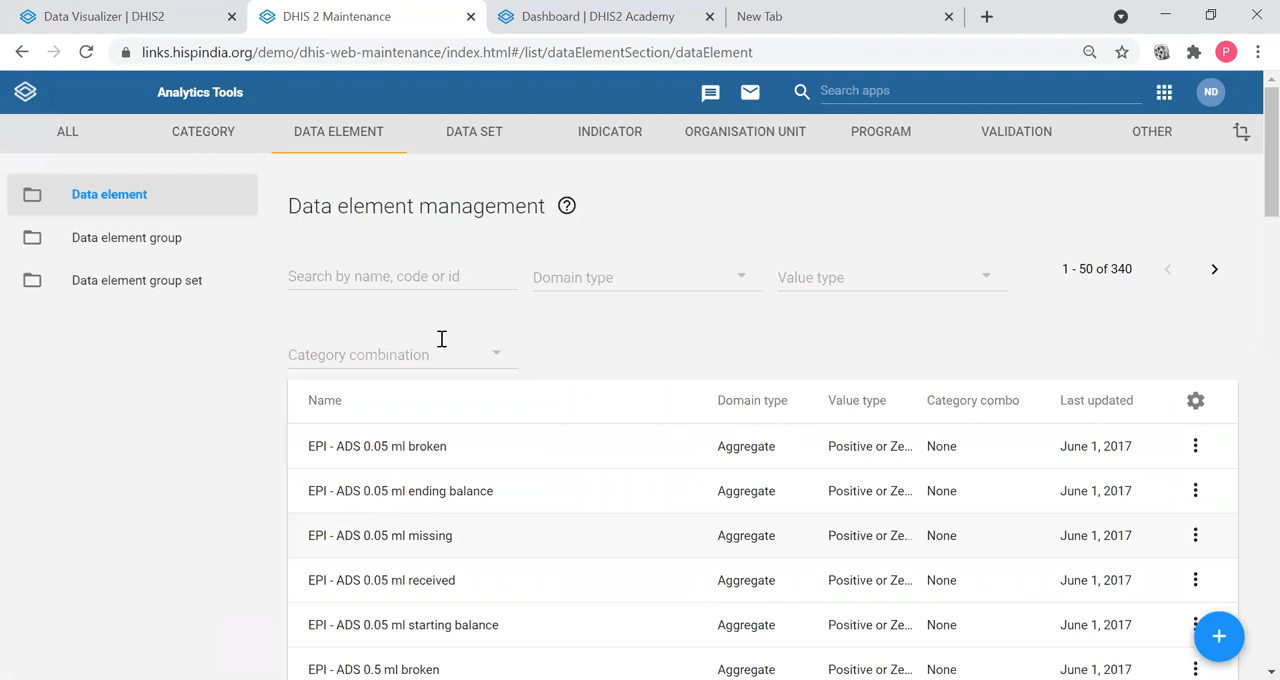 Data Visualizer | DHIS2
DHIS 2 Maintenance
Dashboard | DHIS2 Academy
New Tab
links.hispindia.org/demo/dhis-web-maintenance/index.html#/list/dataElementSection/dataElement
P
Analytics Tools
Search apps
ND
ALL
CATEGORY
DATA ELEMENT
DATA SET
INDICATOR
ORGANISATION UNIT
PROGRAM
VALIDATION
OTHER
Data element
Data element group
Data element group set
Data element management
Search by name, code or id
Domain type
Value type
1 - 50 of 340
Category combination
Name Domain type Value type Category combo Last updated
EPI - ADS 0.05 ml broken Aggregate Positive or Ze... None June 1, 2017
EPI - ADS 0.05 ml ending balance Aggregate Positive or Ze... None June 1, 2017
EPI - ADS 0.05 ml missing Aggregate Positive or Ze... None June 1, 2017
EPI - ADS 0.05 ml received Aggregate Positive or Ze... None June 1, 2017
EPI - ADS 0.05 ml starting balance Aggregate Positive or Ze... None June 1, 2017
EPI - ADS 0.5 ml broken Aggregate Positive or Ze... None June 1, 2017